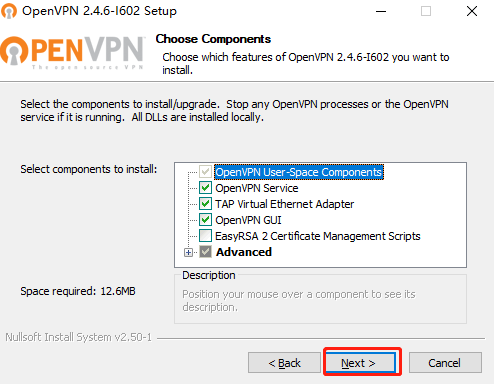 OpenVPN 2.4.6-I602 Setup
OPENVPN
The open source VPN
Choose Components
Choose which features of OpenVPN 2.4.6-I602 you want to
install.
Select the components to install/upgrade.  Stop any OpenVPN processes or the OpenVPN
service if it is running.  All DLLs are installed locally.
Select components to install:
OpenVPN User-Space Components
OpenVPN Service
TAP Virtual Ethernet Adapter
OpenVPN GUI
EasyRSA 2 Certificate Management Scripts
Advanced
Space required: 12.6MB
Description
Position your mouse over a component to see its
description.
Nullsoft Install System v2.50-1
< Back
Next >
Cancel